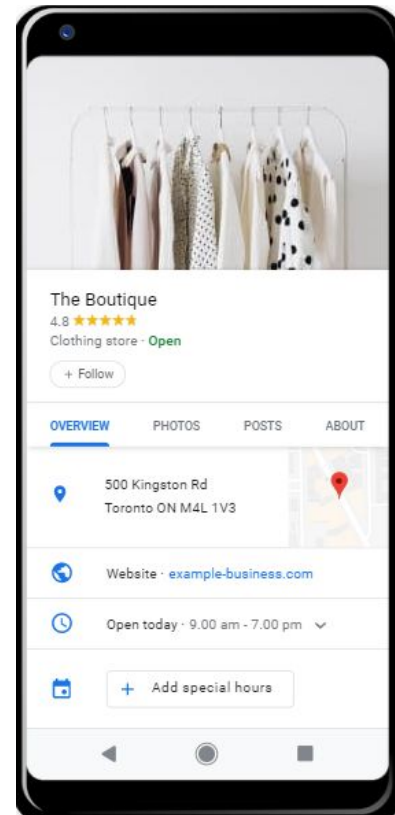 The Boutique
4.8
Clothing store · Open
+ Follow
OVERVIEW PHOTOS POSTS ABOUT
500 Kingston Rd
Toronto ON M4L 1V3
Website · example-business.com
Open today · 9.00 am - 7.00 pm
+ Add special hours